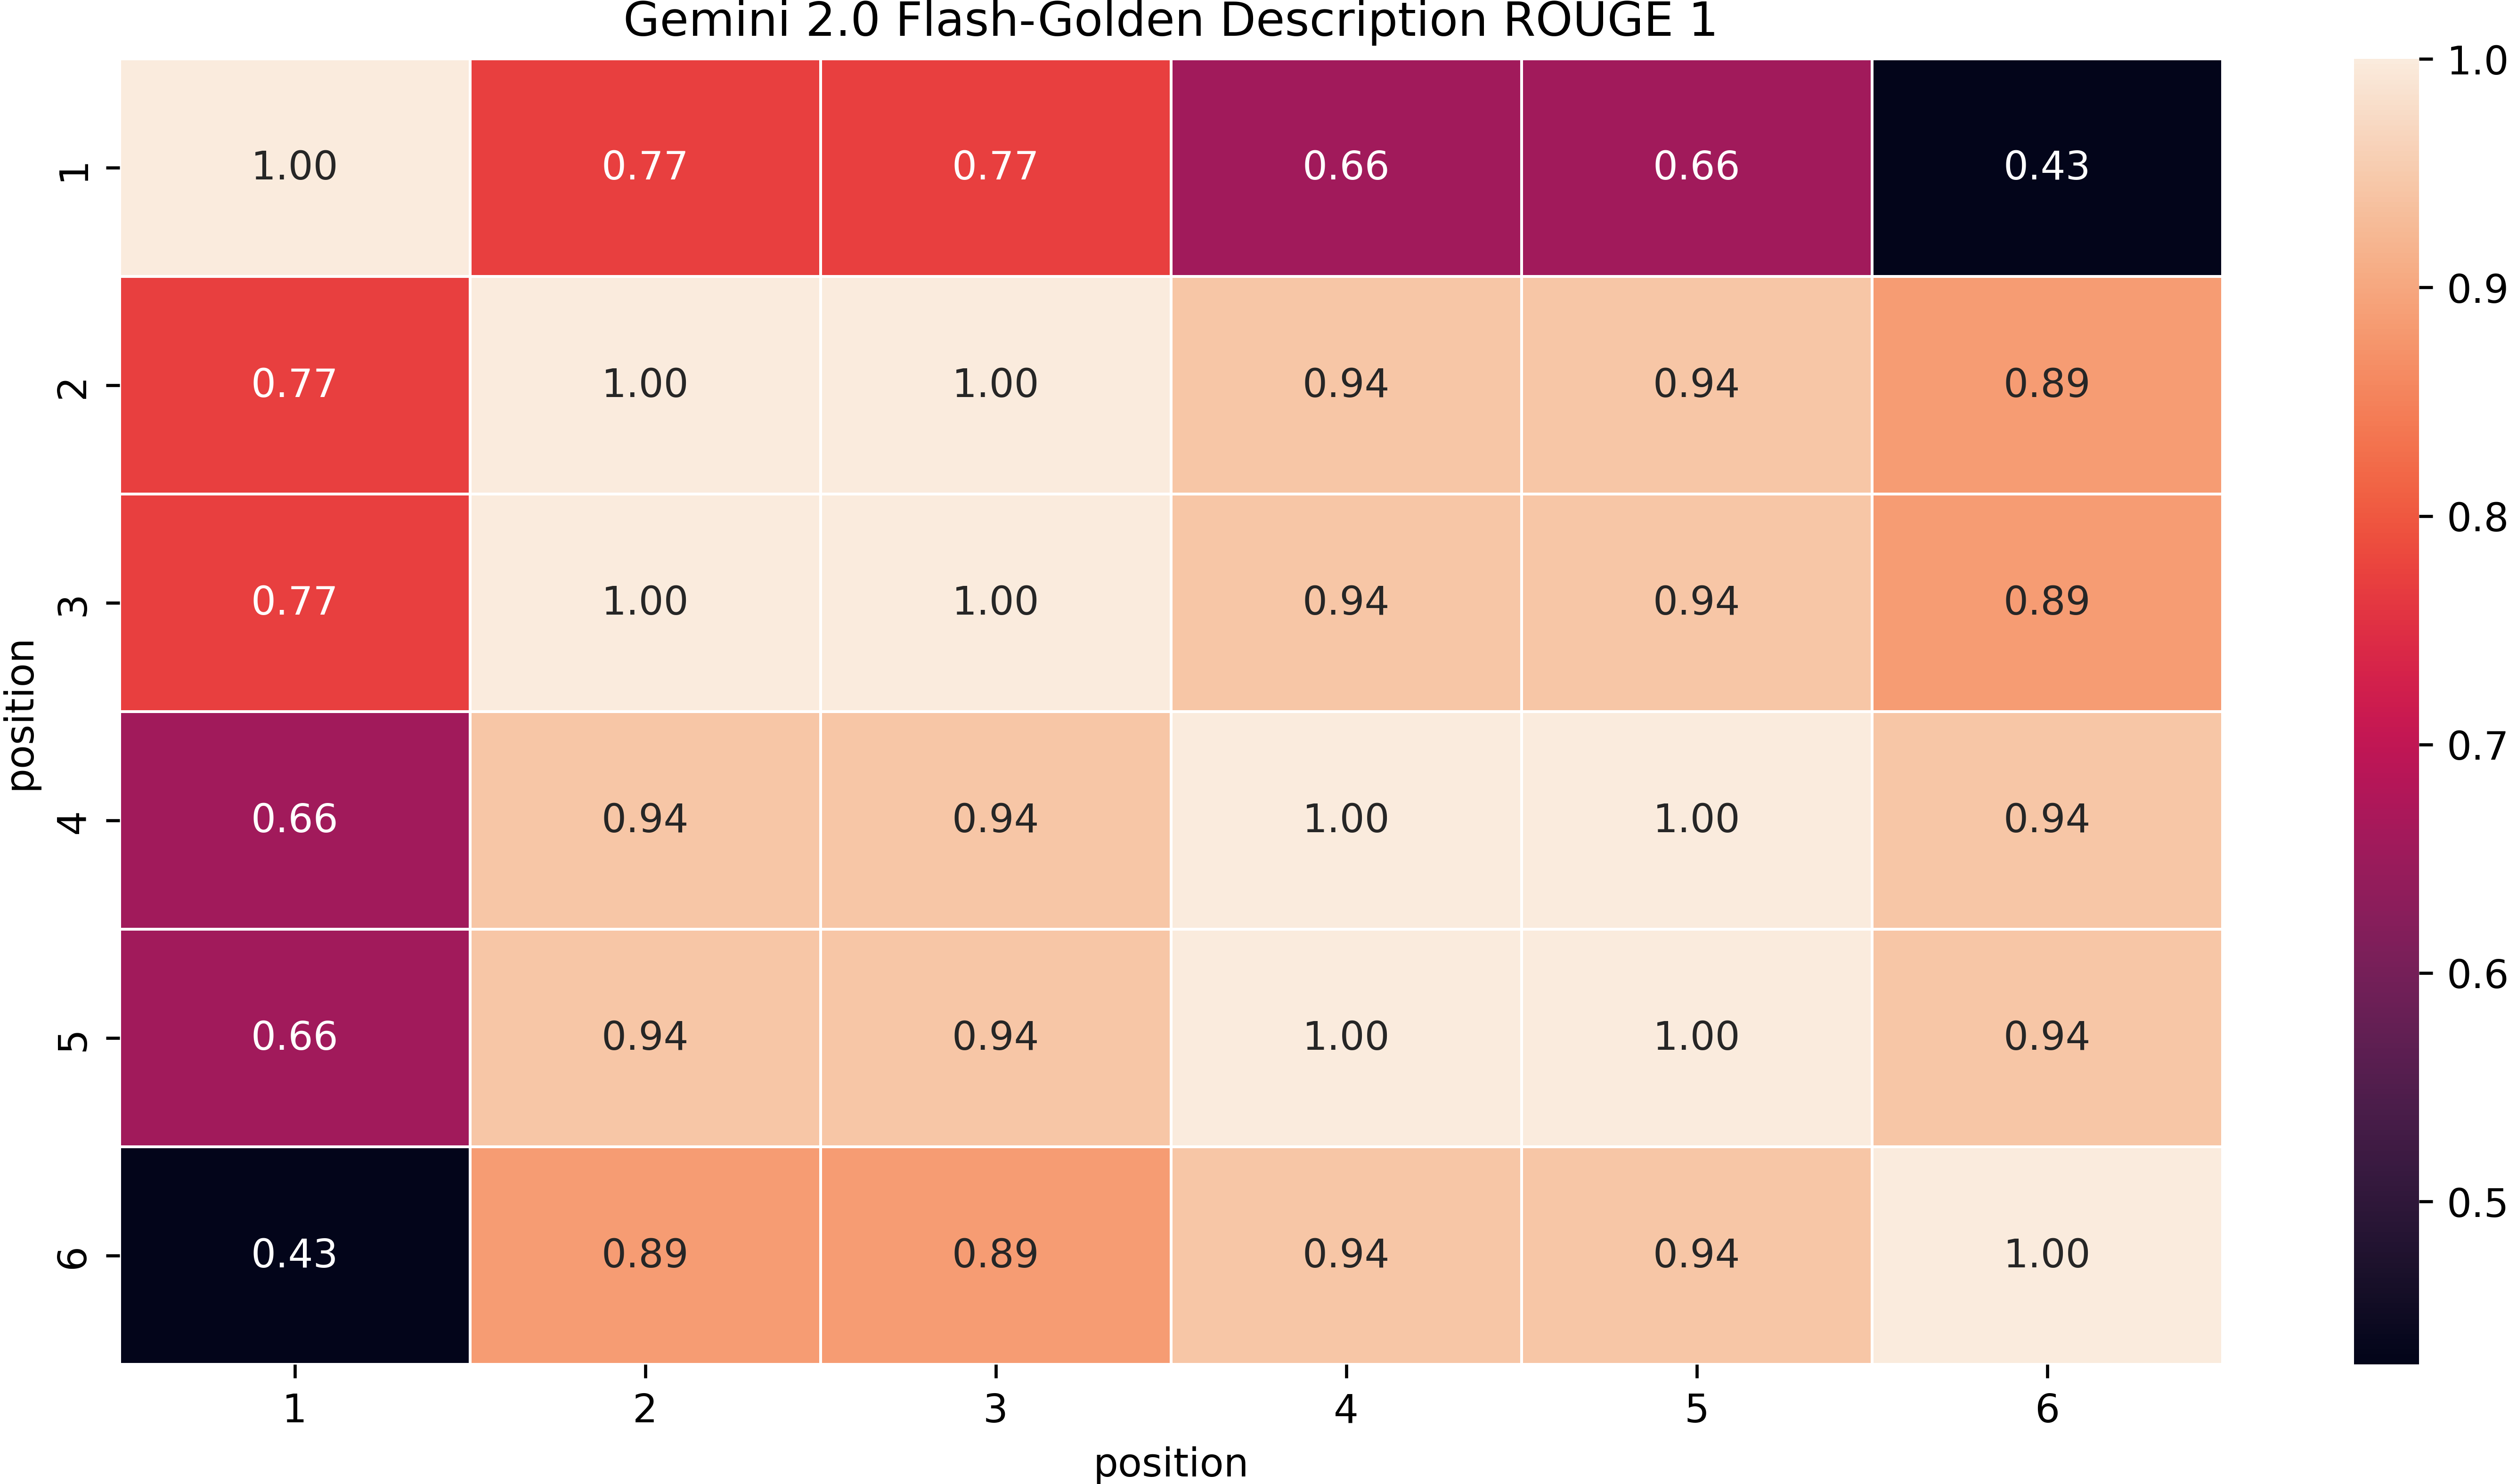 Gemini 2.0 Flash-Golden Description ROUGE 1
1 1.00 0.77 0.77 0.66 0.66 0.43
2 0.77 1.00 1.00 0.94 0.94 0.89
3 0.77 1.00 1.00 0.94 0.94 0.89
4 0.66 0.94 0.94 1.00 1.00 0.94
5 0.66 0.94 0.94 1.00 1.00 0.94
6 0.43 0.89 0.89 0.94 0.94 1.00
position
1 2 3 4 5 6
position
1.0
0.9
0.8
0.7
0.6
0.5